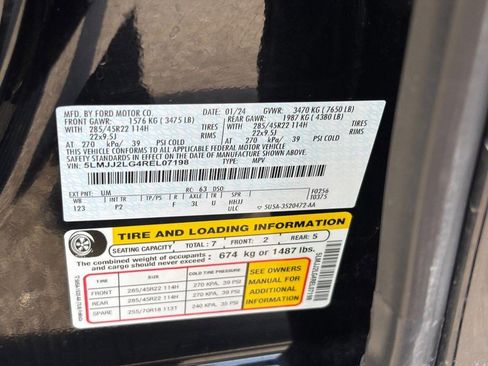 MFD. BY FORD MOTOR CO. 01/24 GVWR: 3470 KG (7650 LB)
FRONT GAWR: 1576 KG (3475 LB) REAR GAWR: 1987 KG (4380 LB)
WITH 285/45R22 114H TIRES WITH 285/45R22 114H TIRES
22x9.5J RIMS 22x9.5J
AT 270 kPa/ 39 PSI COLD AT 270 kPa/ 39
THIS VEHICLE CONFORMS TO ALL APPLICABLE FEDERAL MOTOR VEHICLE
SAFETY AND THEFT PREVENTION STANDARDS IN EFFECT ON THE DATE OF
MANUFACTURE SHOWN ABOVE.
VIN: 5LMJJ2LG4REL07198
TYPE: MPV
EXT PNT: UM RC: 63 DSO:
WB INT TR TP/PS R AXLE TR SPR F0256
123 P2 F 3L U HHJJ 10375
ULC 5U5A-3520472-AA
TIRE AND LOADING INFORMATION
SEATING CAPACITY TOTAL: 7 FRONT: 2 REAR: 5
The combined weight of occupants and cargo should never exceed: 674 kg or 1487 lbs.
TIRE SIZE COLD TIRE PRESSURE
FRONT 285/45R22 114H 270 KPA, 39 PSI
REAR 285/45R22 114H 270 KPA, 39 PSI
SPARE 255/70R18 113T 240 KPA, 35 PSI
SEE OWNERS
MANUAL FOR
ADDITIONAL
INFORMATION
5LMJJ2LG4REL07198